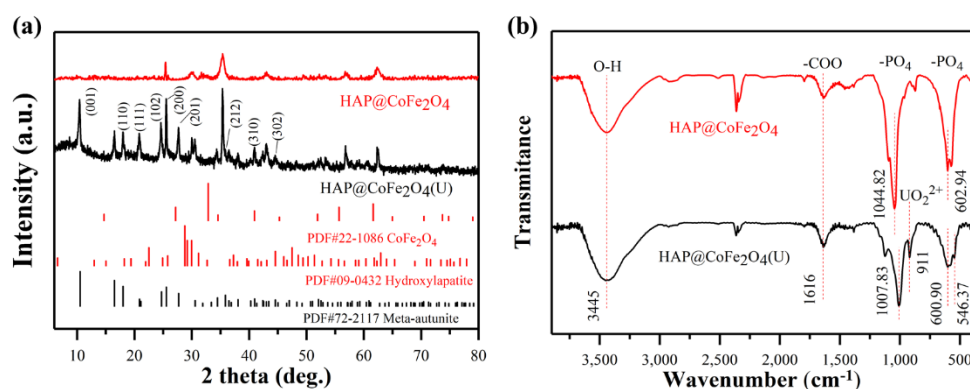 (a)
Intensity (a.u.)
HAP@CoFe2O4
(001)
(110)
(111)
(102)
(200)
(201)
(212)
(310)
(302)
HAP@CoFe2O4(U)
PDF#22-1086 CoFe2O4
PDF#09-0432 Hydroxylapatite
PDF#72-2117 Meta-autunite
10 20 30 40 50 60 70 80
2 theta (deg.)
(b)
Transmitance
O-H
-COO
-PO4
-PO4
HAP@CoFe2O4
1044.82
UO2^2+
602.94
HAP@CoFe2O4(U)
3445
1616
1007.83
911
600.90
546.37
3,500 3,000 2,500 2,000 1,500 1,000 500
Wavenumber (cm-1)